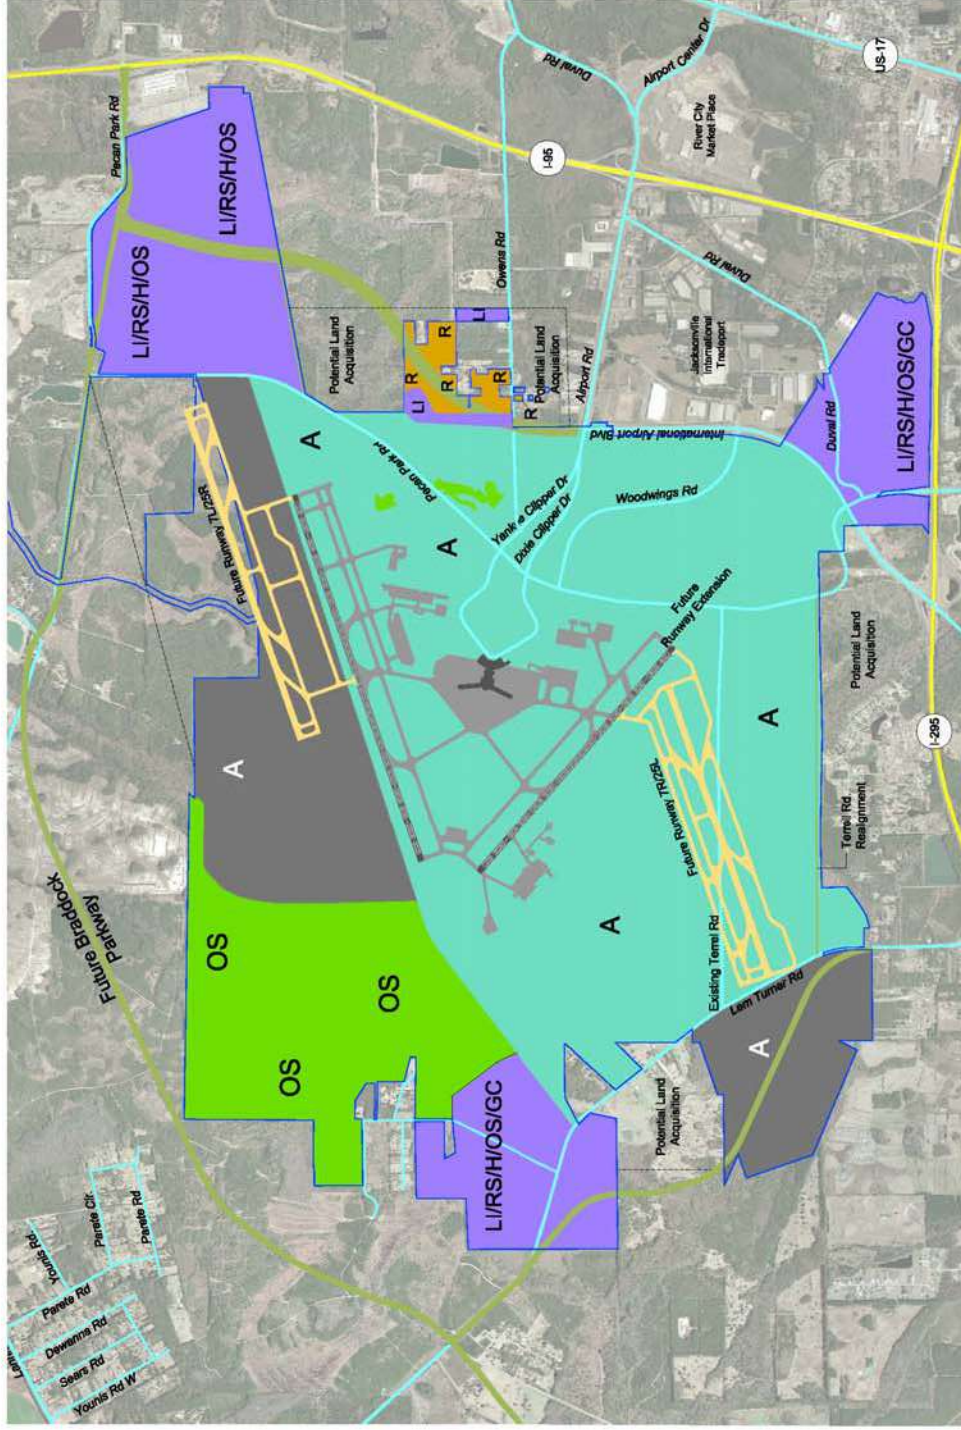 US-17
Airport Center Dr
Duval Rd
River City
Market Place
Pecan Park Rd
I-95
LI/RS/H/OS
LI/RS/H/OS
Owens Rd
Duval Rd
Potential Land
Acquisition
LI
R
R
R
R
R
LI
Potential Land
Acquisition
Airport Rd
Jacksonville
International
Tradeport
International Airport Blvd
Duval Rd
LI/RS/H/OS/GC
A
Pecan Park Rd
Future Runway 7L/25R
A
Yankee Clipper Dr
Dixie Clipper Dr
Woodwings Rd
Future
Runway Extension
Potential Land
Acquisition
I-295
A
A
Future Runway 7R/25L
Terrel Rd
Realignment
Future Braddock
Parkway
OS
OS
OS
A
Existing Terrel Rd
Lem Turner Rd
A
Potential Land
Acquisition
LI/RS/H/OS/GC
Younis Rd
Parete Cir
Parete Rd
Parete Rd
Dewanna Rd
Sears Rd
Younis Rd W